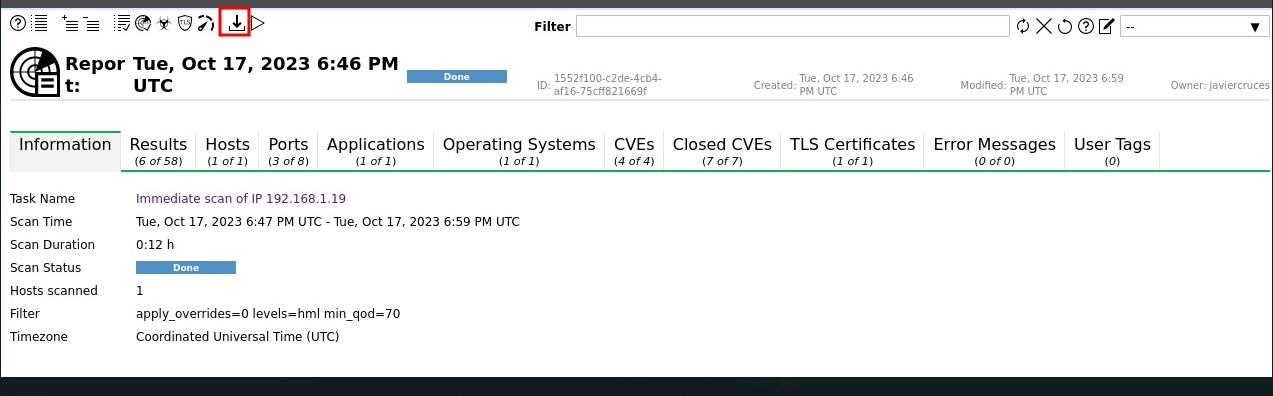 Filter
--
Report: Tue, Oct 17, 2023 6:46 PM UTC
Done
ID: 1552f100-c2de-4cb4-af16-75cff821669f
Created: Tue, Oct 17, 2023 6:46 PM UTC
Modified: Tue, Oct 17, 2023 6:59 PM UTC
Owner: javiercruces
Information
Results
(6 of 58)
Hosts
(1 of 1)
Ports
(3 of 8)
Applications
(1 of 1)
Operating Systems
(1 of 1)
CVEs
(4 of 4)
Closed CVEs
(7 of 7)
TLS Certificates
(1 of 1)
Error Messages
(0 of 0)
User Tags
(0)
Task Name Immediate scan of IP 192.168.1.19
Scan Time Tue, Oct 17, 2023 6:47 PM UTC - Tue, Oct 17, 2023 6:59 PM UTC
Scan Duration 0:12 h
Scan Status Done
Hosts scanned 1
Filter apply_overrides=0 levels=hml min_qod=70
Timezone Coordinated Universal Time (UTC)